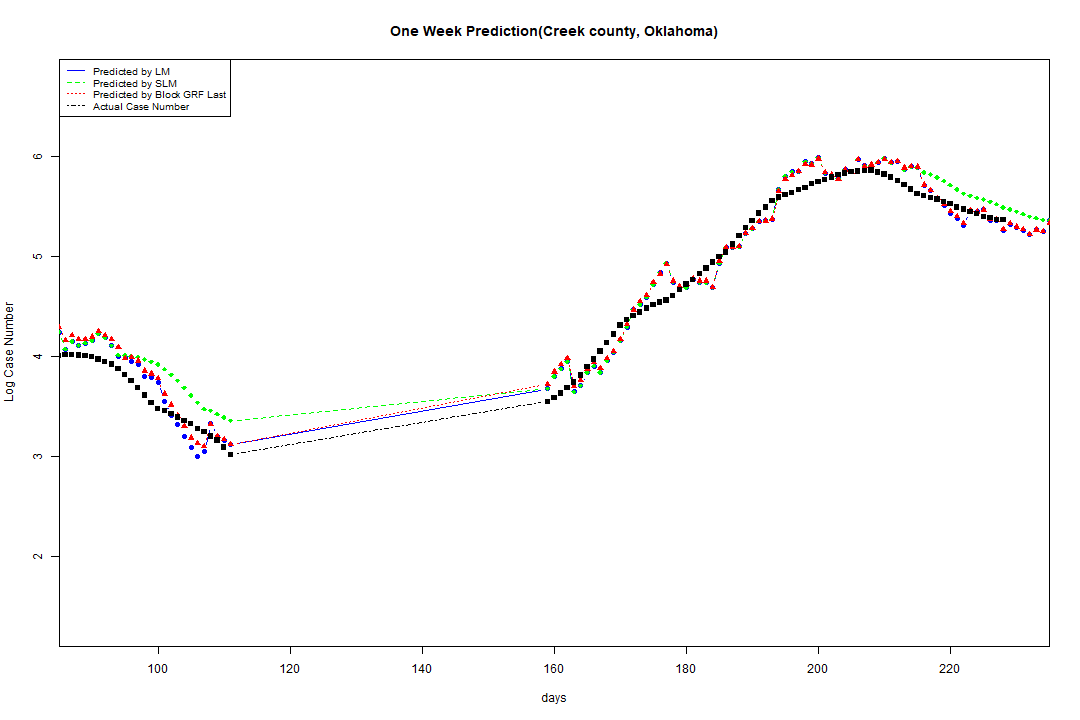 One Week Prediction(Creek county, Oklahoma)
Predicted by LM
Predicted by SLM
Predicted by Block GRF Last
Actual Case Number
6
5
4
3
2
Log Case Number
100 120 140 160 180 200 220
days